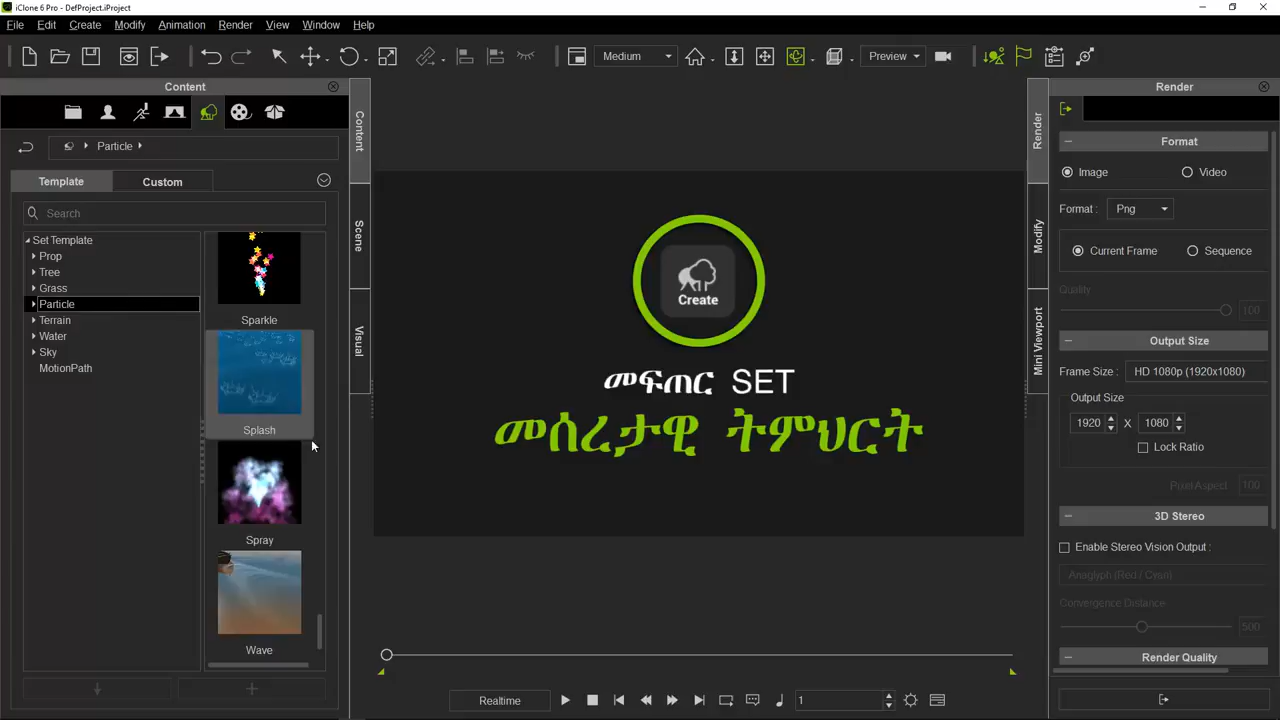 iClone 6 Pro - DefProject.iProject
File Edit Create Modify Animation Render View Window Help
Medium Preview
Content
Particle
Template Custom
Search
Set Template
Prop
Tree
Grass
Particle
Terrain
Water
Sky
MotionPath
Sparkle
Splash
Spray
Wave
Content
Scene
Visual
Create
መፍጠር SET
መሰረታዊ ትምህርት
Realtime 1
Render
Modify
Mini Viewport
Render
Format
Image Video
Format : Png
Current Frame Sequence
Quality 100
Output Size
Frame Size : HD 1080p (1920x1080)
Output Size
1920 X 1080
Lock Ratio
Pixel Aspect 100
3D Stereo
Enable Stereo Vision Output :
Anaglyph (Red / Cyan)
Convergence Distance
500
Render Quality